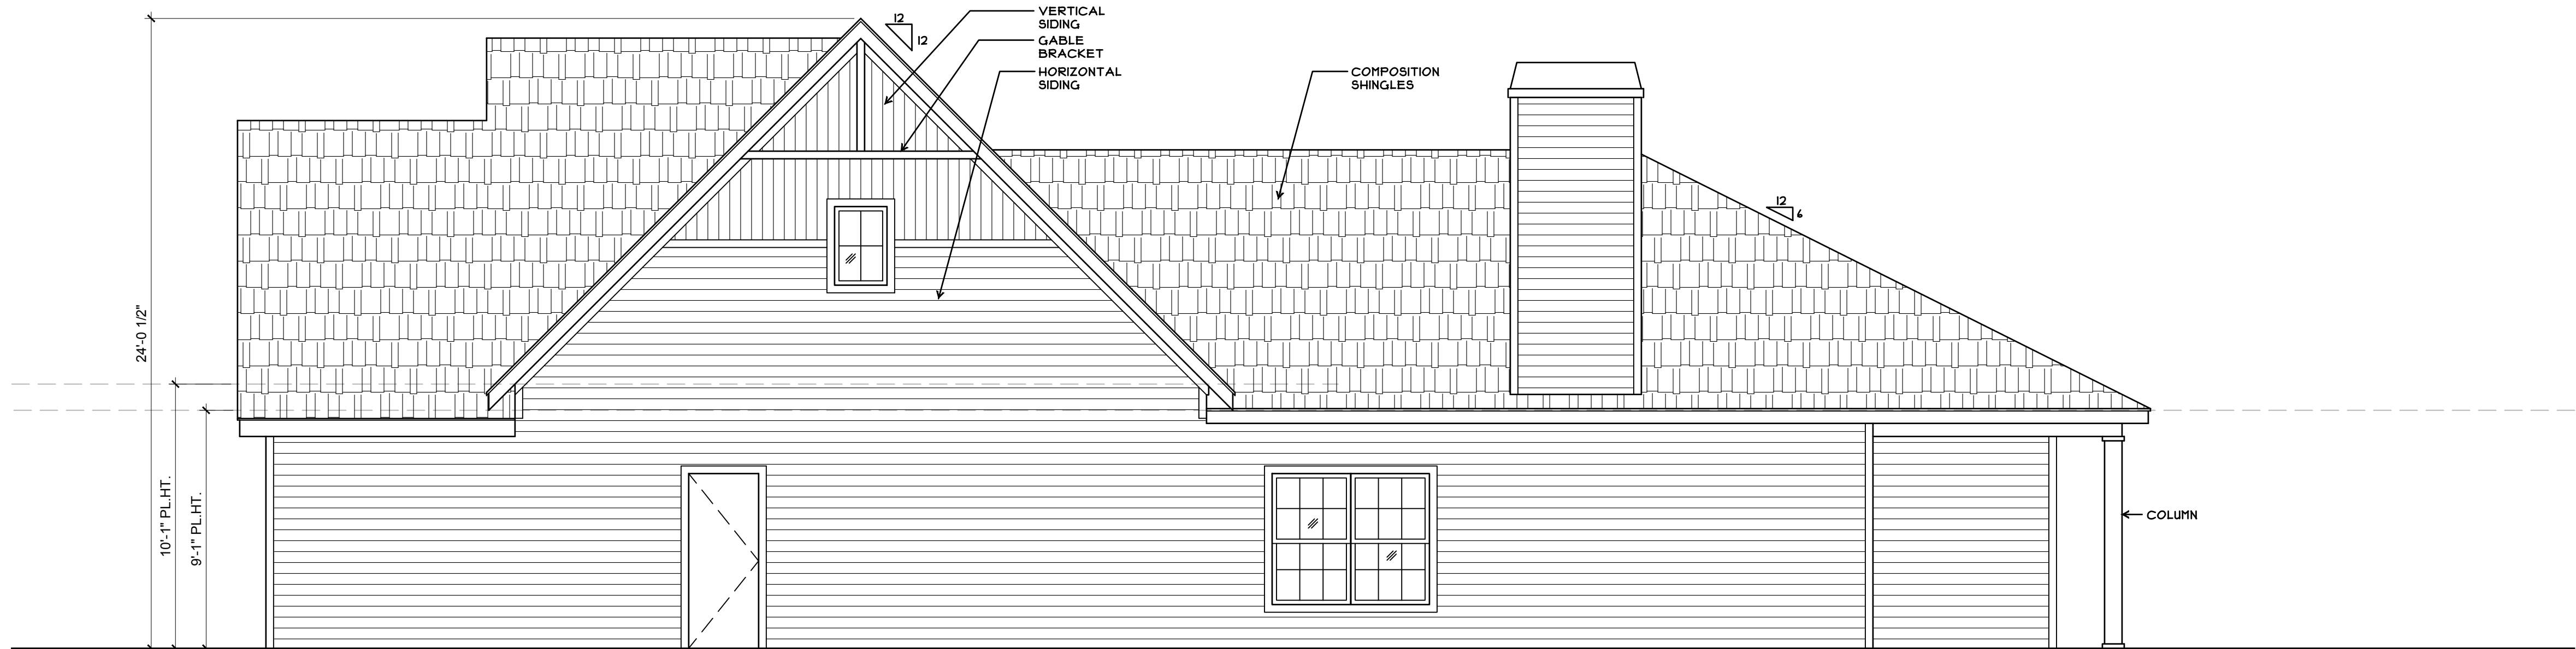 VERTICAL
SIDING
GABLE
BRACKET
HORIZONTAL
SIDING
12
12
COMPOSITION
SHINGLES
12
6
24'-0 1/2"
10'-1" PL.HT.
9'-1" PL.HT.
COLUMN